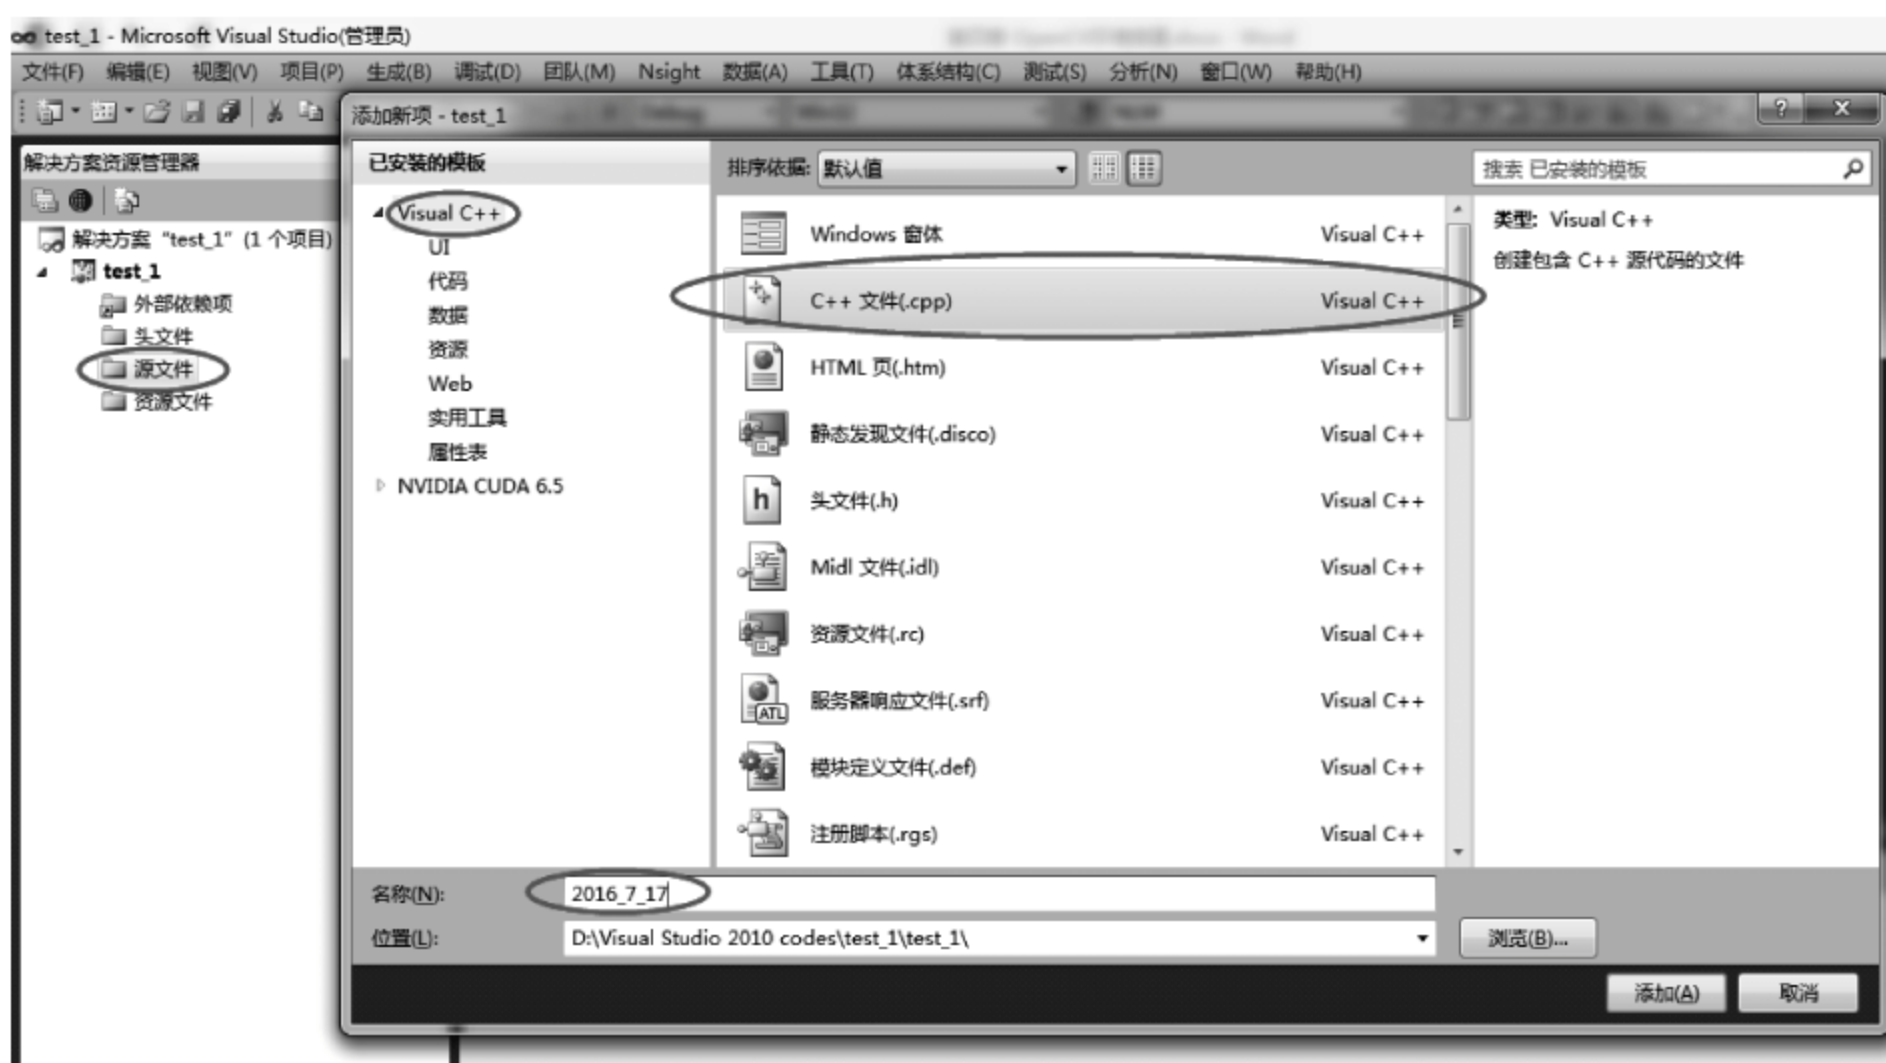 test_1 - Microsoft Visual Studio(管理员)
文件(F) 编辑(E) 视图(V) 项目(P) 生成(B) 调试(D) 团队(M) Nsight 数据(A) 工具(T) 体系结构(C) 测试(S) 分析(N) 窗口(W) 帮助(H)
添加新项 - test_1
解决方案资源管理器
解决方案 “test_1” (1 个项目)
test_1
外部依赖项
头文件
源文件
资源文件
已安装的模板
Visual C++
UI
代码
数据
资源
Web
实用工具
属性表
NVIDIA CUDA 6.5
排序依据: 默认值
Windows 窗体 Visual C++
C++ 文件(.cpp) Visual C++
HTML 页(.htm) Visual C++
静态发现文件(.disco) Visual C++
h 头文件(.h) Visual C++
Midl 文件(.idl) Visual C++
资源文件(.rc) Visual C++
ATL 服务器响应文件(.srf) Visual C++
模块定义文件(.def) Visual C++
注册脚本(.rgs) Visual C++
搜索 已安装的模板
类型: Visual C++
创建包含 C++ 源代码的文件
名称(N): 2016_7_17
位置(L): D:\Visual Studio 2010 codes\test_1\test_1\
浏览(B)...
添加(A) 取消